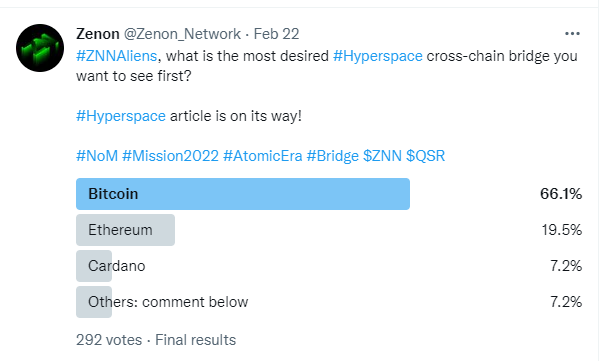 Zenon @Zenon_Network · Feb 22
#ZNNAliens, what is the most desired #Hyperspace cross-chain bridge you
want to see first?
#Hyperspace article is on its way!
#NoM #Mission2022 #AtomicEra #Bridge $ZNN $QSR
Bitcoin 66.1%
Ethereum 19.5%
Cardano 7.2%
Others: comment below 7.2%
292 votes · Final results